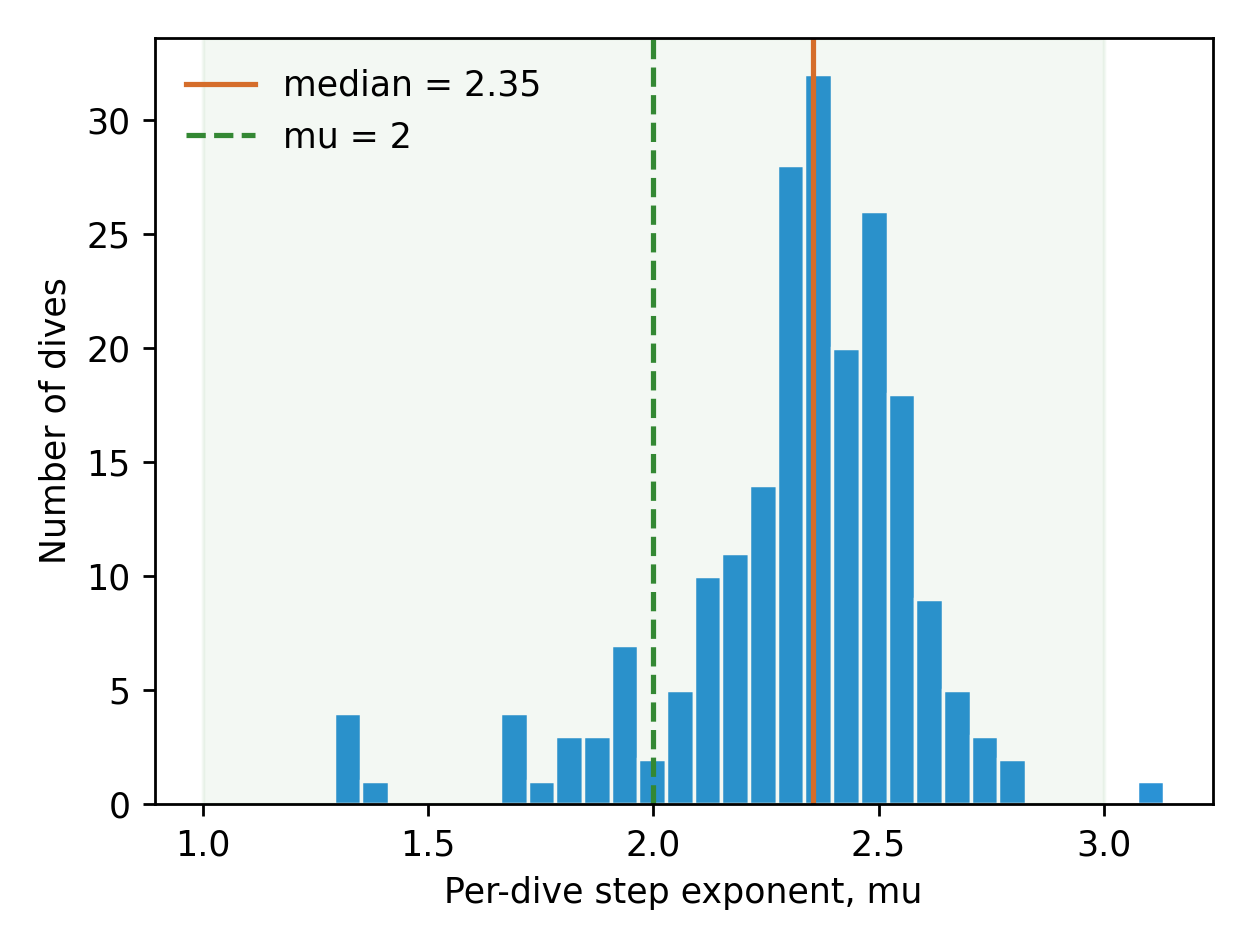 median = 2.35
mu = 2
30
25
20
15
10
5
0
1.0 1.5 2.0 2.5 3.0
Number of dives
Per-dive step exponent, mu